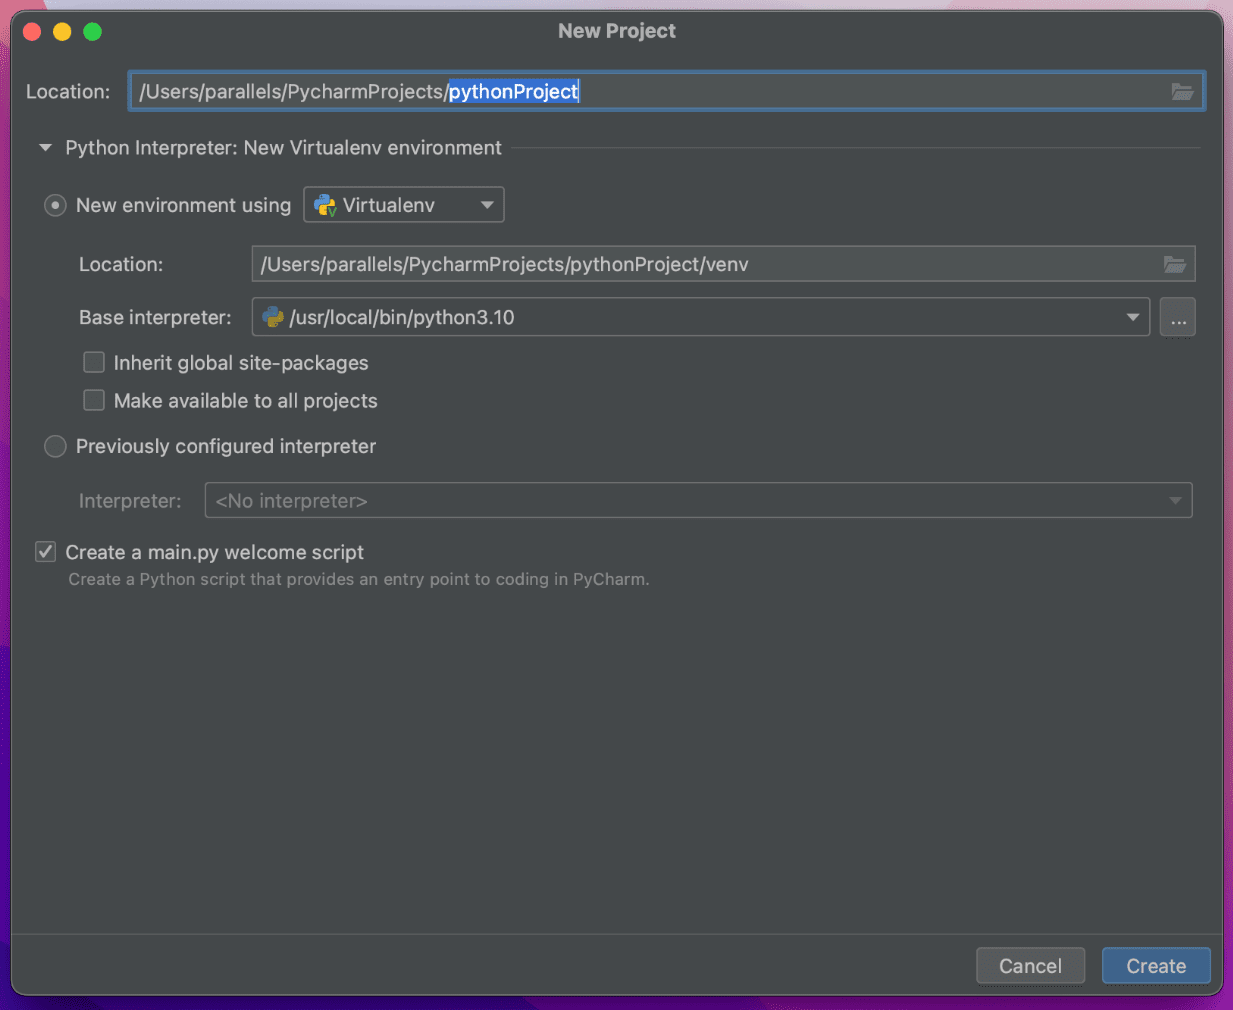 New Project
Location: /Users/parallels/PycharmProjects/pythonProject
Python Interpreter: New Virtualenv environment
New environment using Virtualenv
Location: /Users/parallels/PycharmProjects/pythonProject/venv
Base interpreter: /usr/local/bin/python3.10 ...
Inherit global site-packages
Make available to all projects
Previously configured interpreter
Interpreter: <No interpreter>
Create a main.py welcome script
Create a Python script that provides an entry point to coding in PyCharm.
Cancel Create